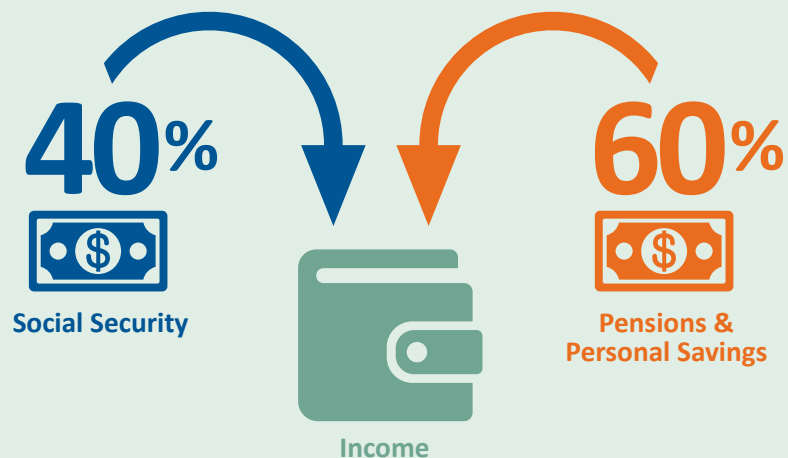 40%
$
Social Security
60%
$
Pensions &
Personal Savings
Income